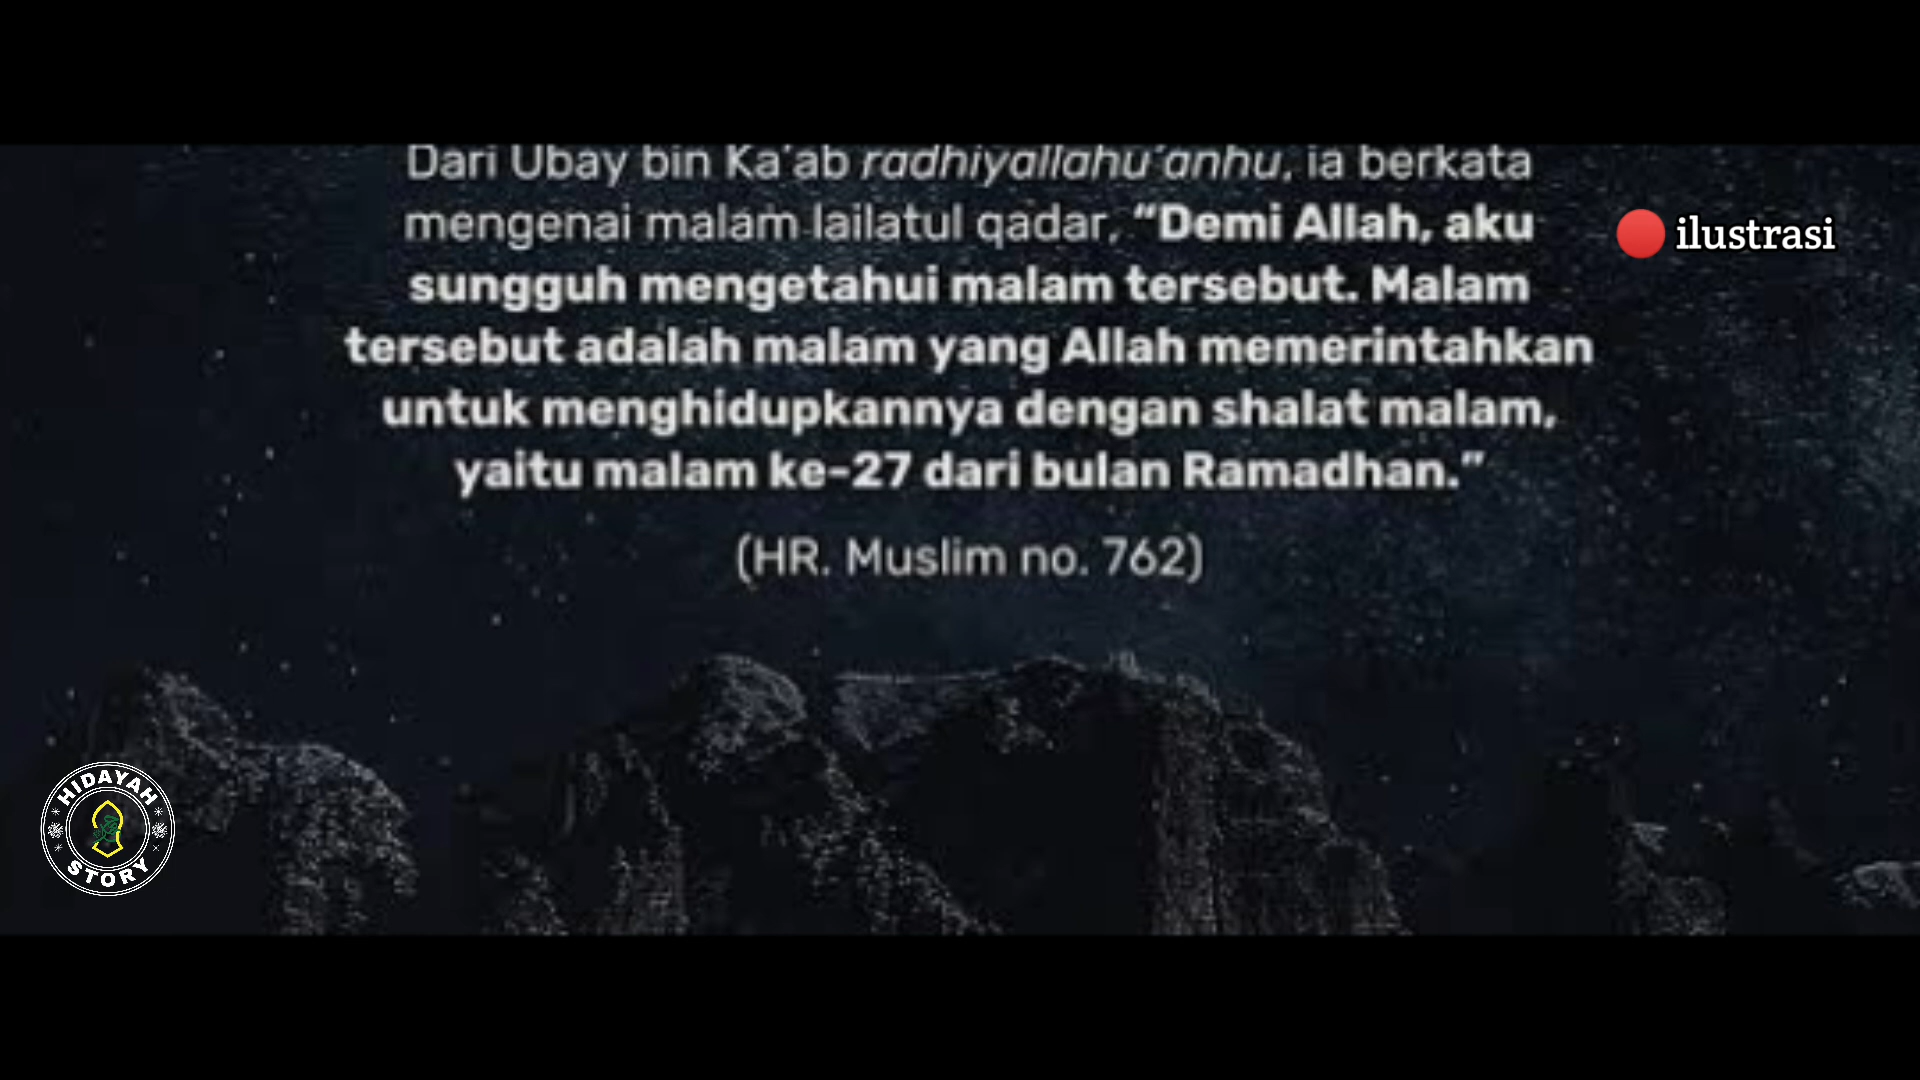 Dari Ubay bin Ka'ab radhiyallahu'anhu, ia berkata
mengenai malam lailatul qadar, “Demi Allah, aku
sungguh mengetahui malam tersebut. Malam
tersebut adalah malam yang Allah memerintahkan
untuk menghidupkannya dengan shalat malam,
yaitu malam ke-27 dari bulan Ramadhan.”
(HR. Muslim no. 762)
ilustrasi
HIDAYAH
STORY